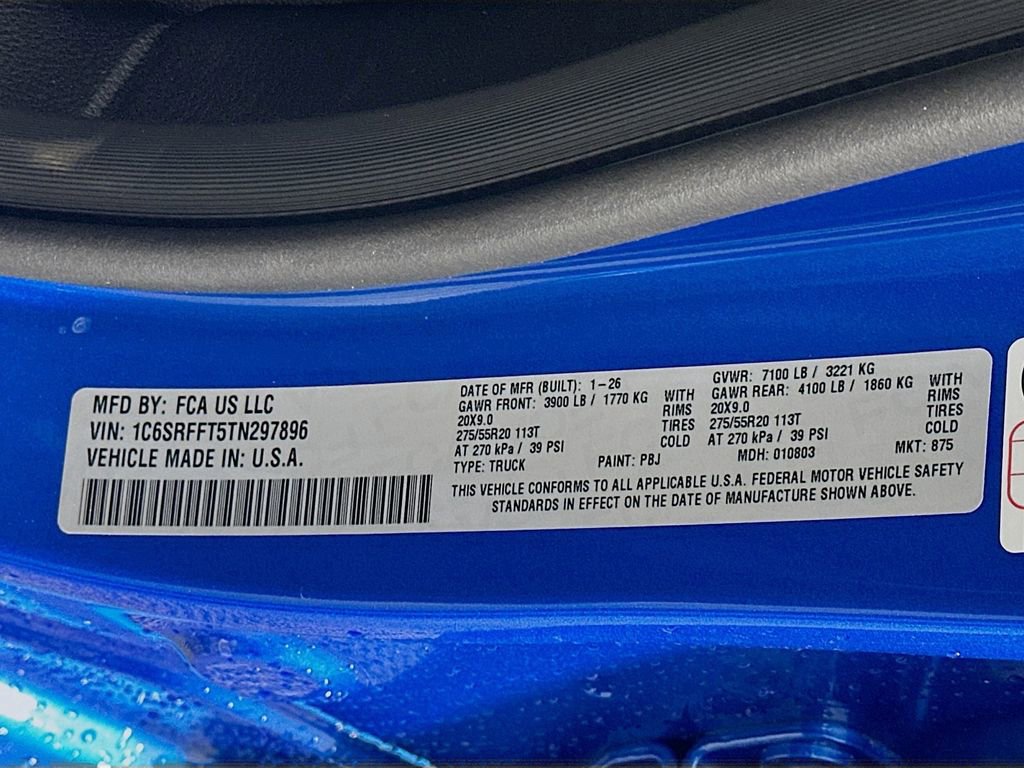 MFD BY: FCA US LLC
VIN: 1C6SRFFT5TN297896
VEHICLE MADE IN: U.S.A.
DATE OF MFR (BUILT): 1-26
GAWR FRONT: 3900 LB / 1770 KG
20X9.0
275/55R20 113T
AT 270 kPa / 39 PSI
WITH
RIMS
TIRES
COLD
TYPE: TRUCK
PAINT: PBJ
GVWR: 7100 LB / 3221 KG
GAWR REAR: 4100 LB / 1860 KG
20X9.0
275/55R20 113T
AT 270 kPa / 39 PSI
WITH
RIMS
TIRES
COLD
MDH: 010803
MKT: 875
THIS VEHICLE CONFORMS TO ALL APPLICABLE U.S.A. FEDERAL MOTOR VEHICLE SAFETY
STANDARDS IN EFFECT ON THE DATE OF MANUFACTURE SHOWN ABOVE.